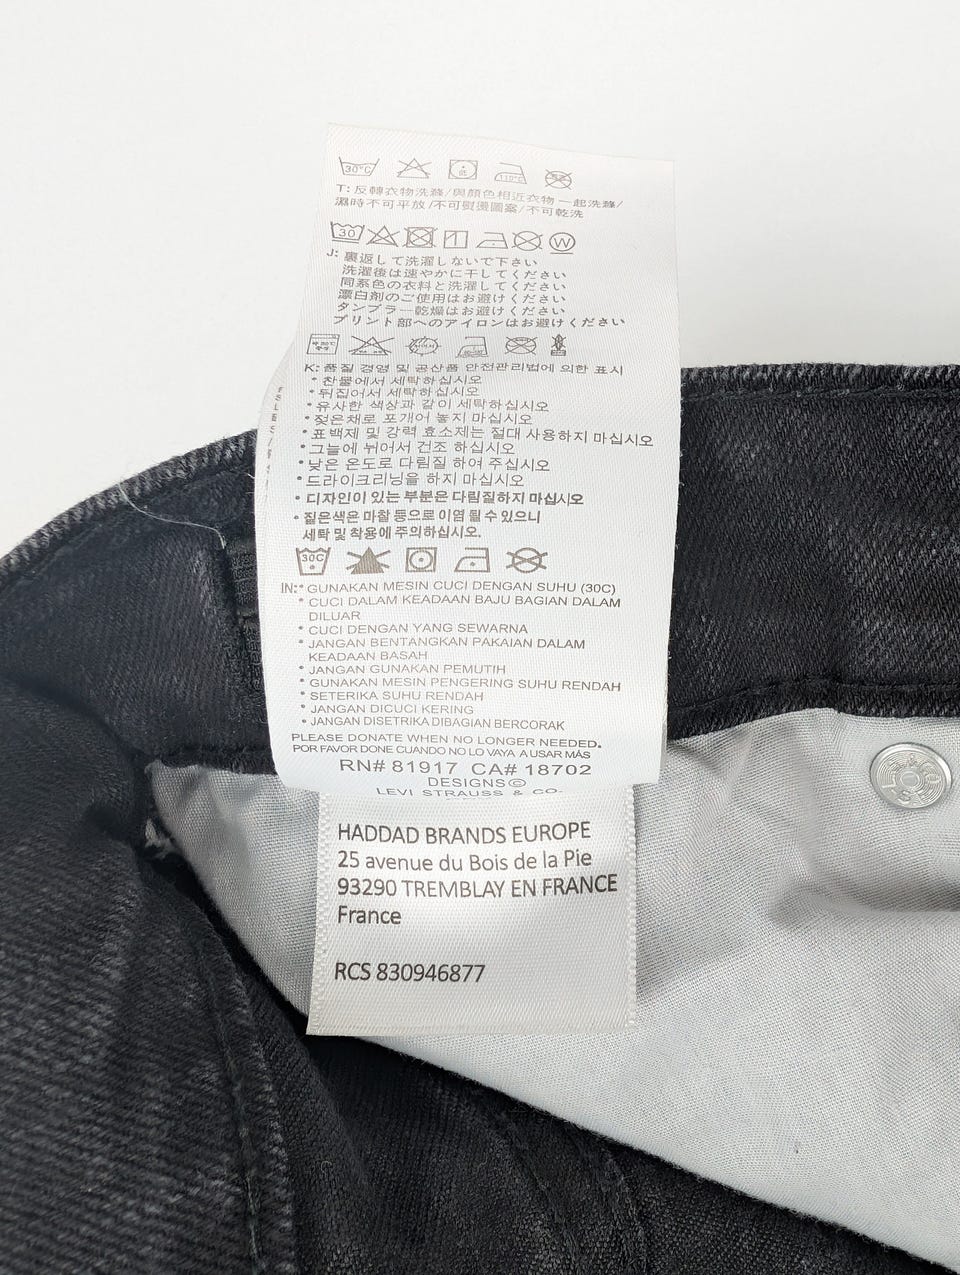 30°C 110°C
T: 反轉衣物洗滌/與顏色相近衣物一起洗滌/
濕時不可平放/不可熨燙圖案/不可乾洗
30 W
J: 裏返して洗濯しないで下さい
洗濯後は速やかに干してください
同系色の衣料と洗濯してください
漂白剤のご使用はお避けください
タンブラー乾燥はお避けください
プリント部へのアイロンはお避けください
K: 품질 경영 및 공산품 안전관리법에 의한 표시
• 찬물에서 세탁하십시오
• 뒤집어서 세탁하십시오
• 유사한 색상과 같이 세탁하십시오
• 젖은채로 포개어 놓지 마십시오
• 표백제 및 강력 효소제는 절대 사용하지 마십시오
• 그늘에 뉘어서 건조 하십시오
• 낮은 온도로 다림질 하여 주십시오
• 드라이크리닝을 하지 마십시오
• 디자인이 있는 부분은 다림질하지 마십시오
• 짙은색은 마찰 등으로 이염 될 수 있으니
세탁 및 착용에 주의하십시오.
30C
IN: • GUNAKAN MESIN CUCI DENGAN SUHU (30C)
• CUCI DALAM KEADAAN BAJU BAGIAN DALAM
DILUAR
• CUCI DENGAN YANG SEWARNA
• JANGAN BENTANGKAN PAKAIAN DALAM
KEADAAN BASAH
• JANGAN GUNAKAN PEMUTIH
• GUNAKAN MESIN PENGERING SUHU RENDAH
• SETERIKA SUHU RENDAH
• JANGAN DICUCI KERING
• JANGAN DISETRIKA DIBAGIAN BERCORAK
PLEASE DONATE WHEN NO LONGER NEEDED.
POR FAVOR DONE CUANDO NO LO VAYA A USAR MÁS
RN# 81917 CA# 18702
DESIGNS©
LEVI STRAUSS & CO.
HADDAD BRANDS EUROPE
25 avenue du Bois de la Pie
93290 TREMBLAY EN FRANCE
France
RCS 830946877